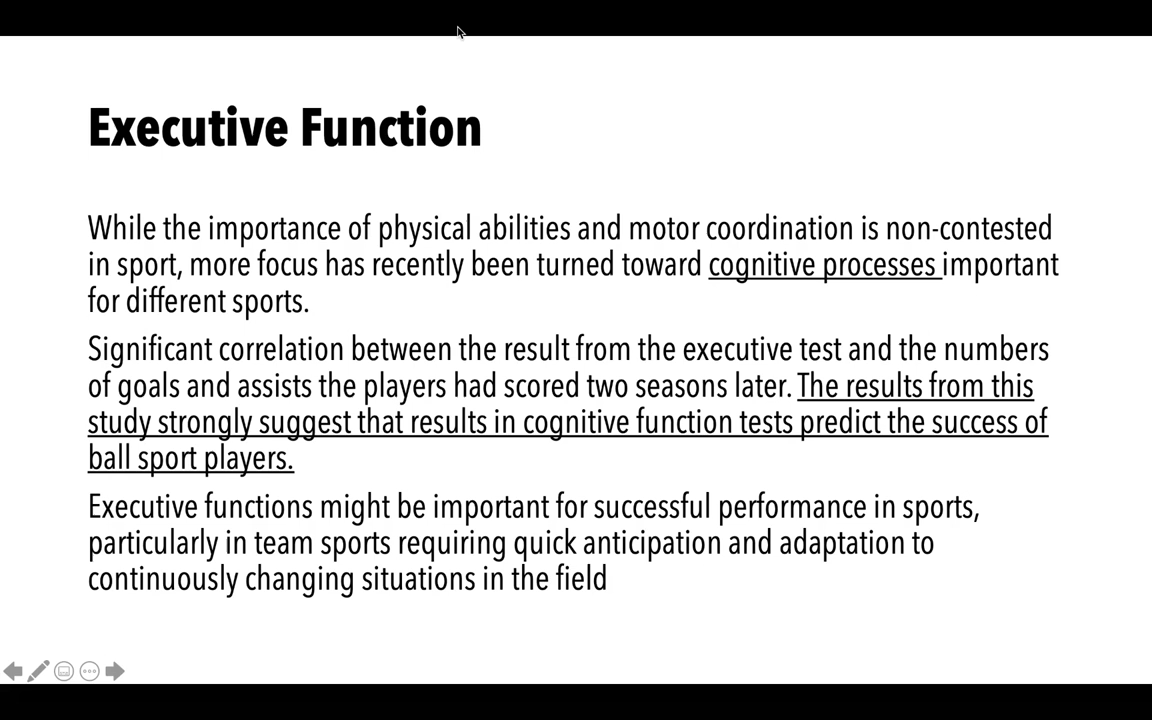 Executive Function
While the importance of physical abilities and motor coordination is non-contested
in sport, more focus has recently been turned toward cognitive processes important
for different sports.
Significant correlation between the result from the executive test and the numbers
of goals and assists the players had scored two seasons later. The results from this
study strongly suggest that results in cognitive function tests predict the success of
ball sport players.
Executive functions might be important for successful performance in sports,
particularly in team sports requiring quick anticipation and adaptation to
continuously changing situations in the field